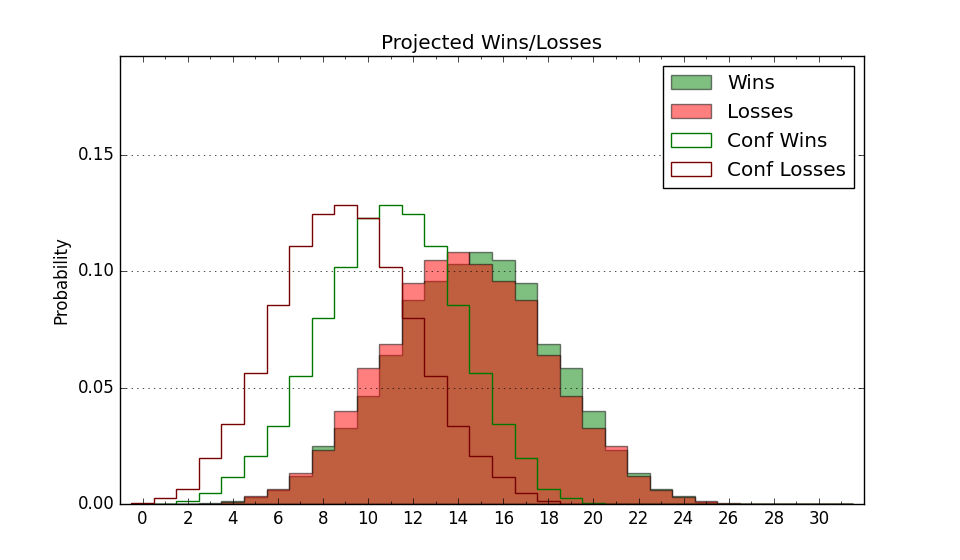 Projected Wins/Losses
Wins
Losses
Conf Wins
Conf Losses
Probability
0.15
0.10
0.05
0.00
0 2 4 6 8 10 12 14 16 18 20 22 24 26 28 30